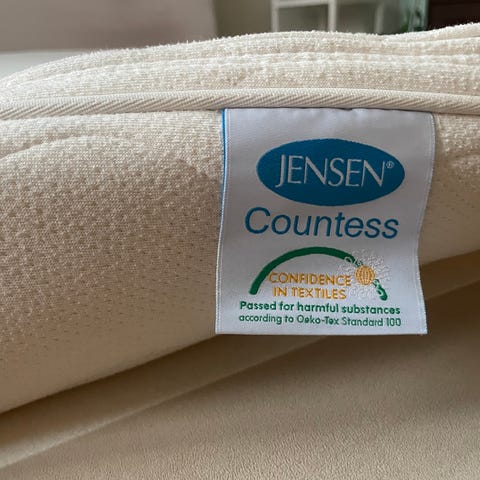 JENSEN®
Countess
CONFIDENCE
IN TEXTILES
Passed for harmful substances
according to Oeko-Tex Standard 100